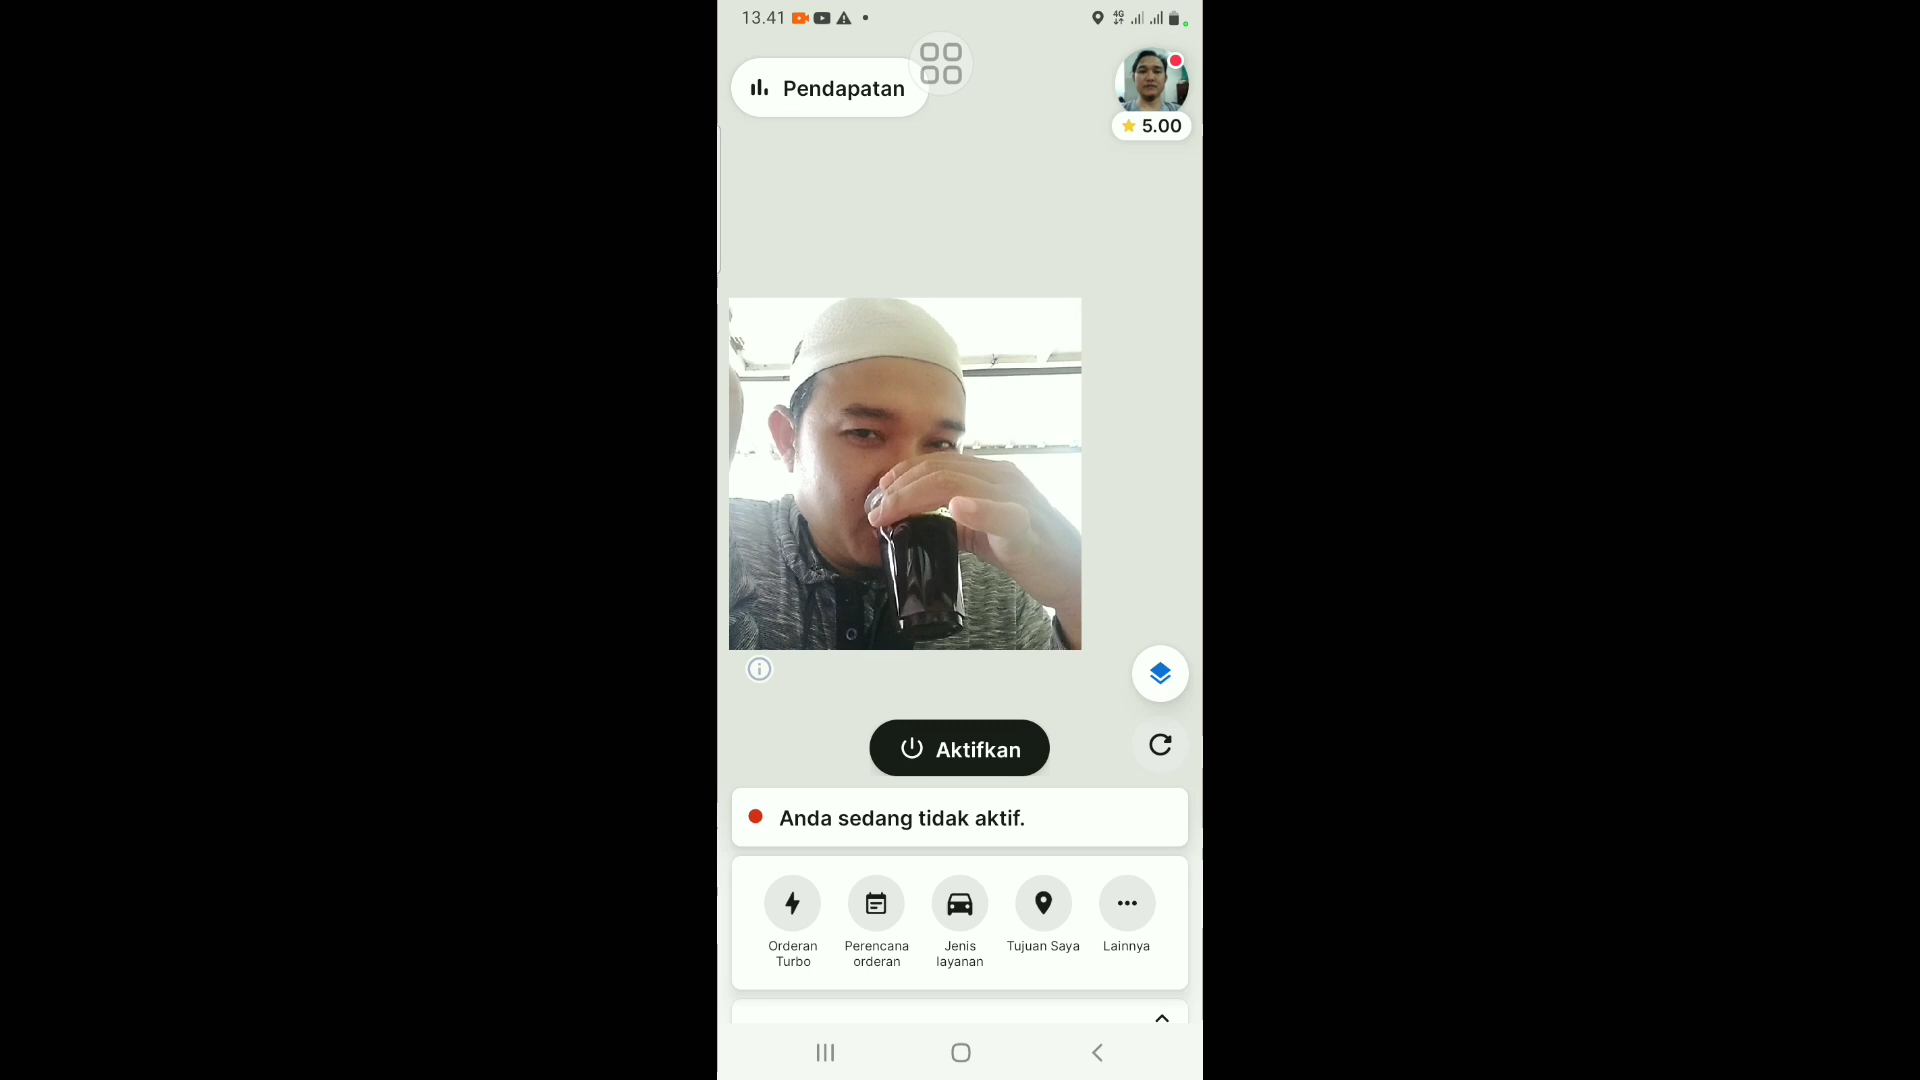 13.41
4G
Pendapatan
5.00
Aktifkan
Anda sedang tidak aktif.
Orderan
Turbo
Perencana
orderan
Jenis
layanan
Tujuan Saya
Lainnya